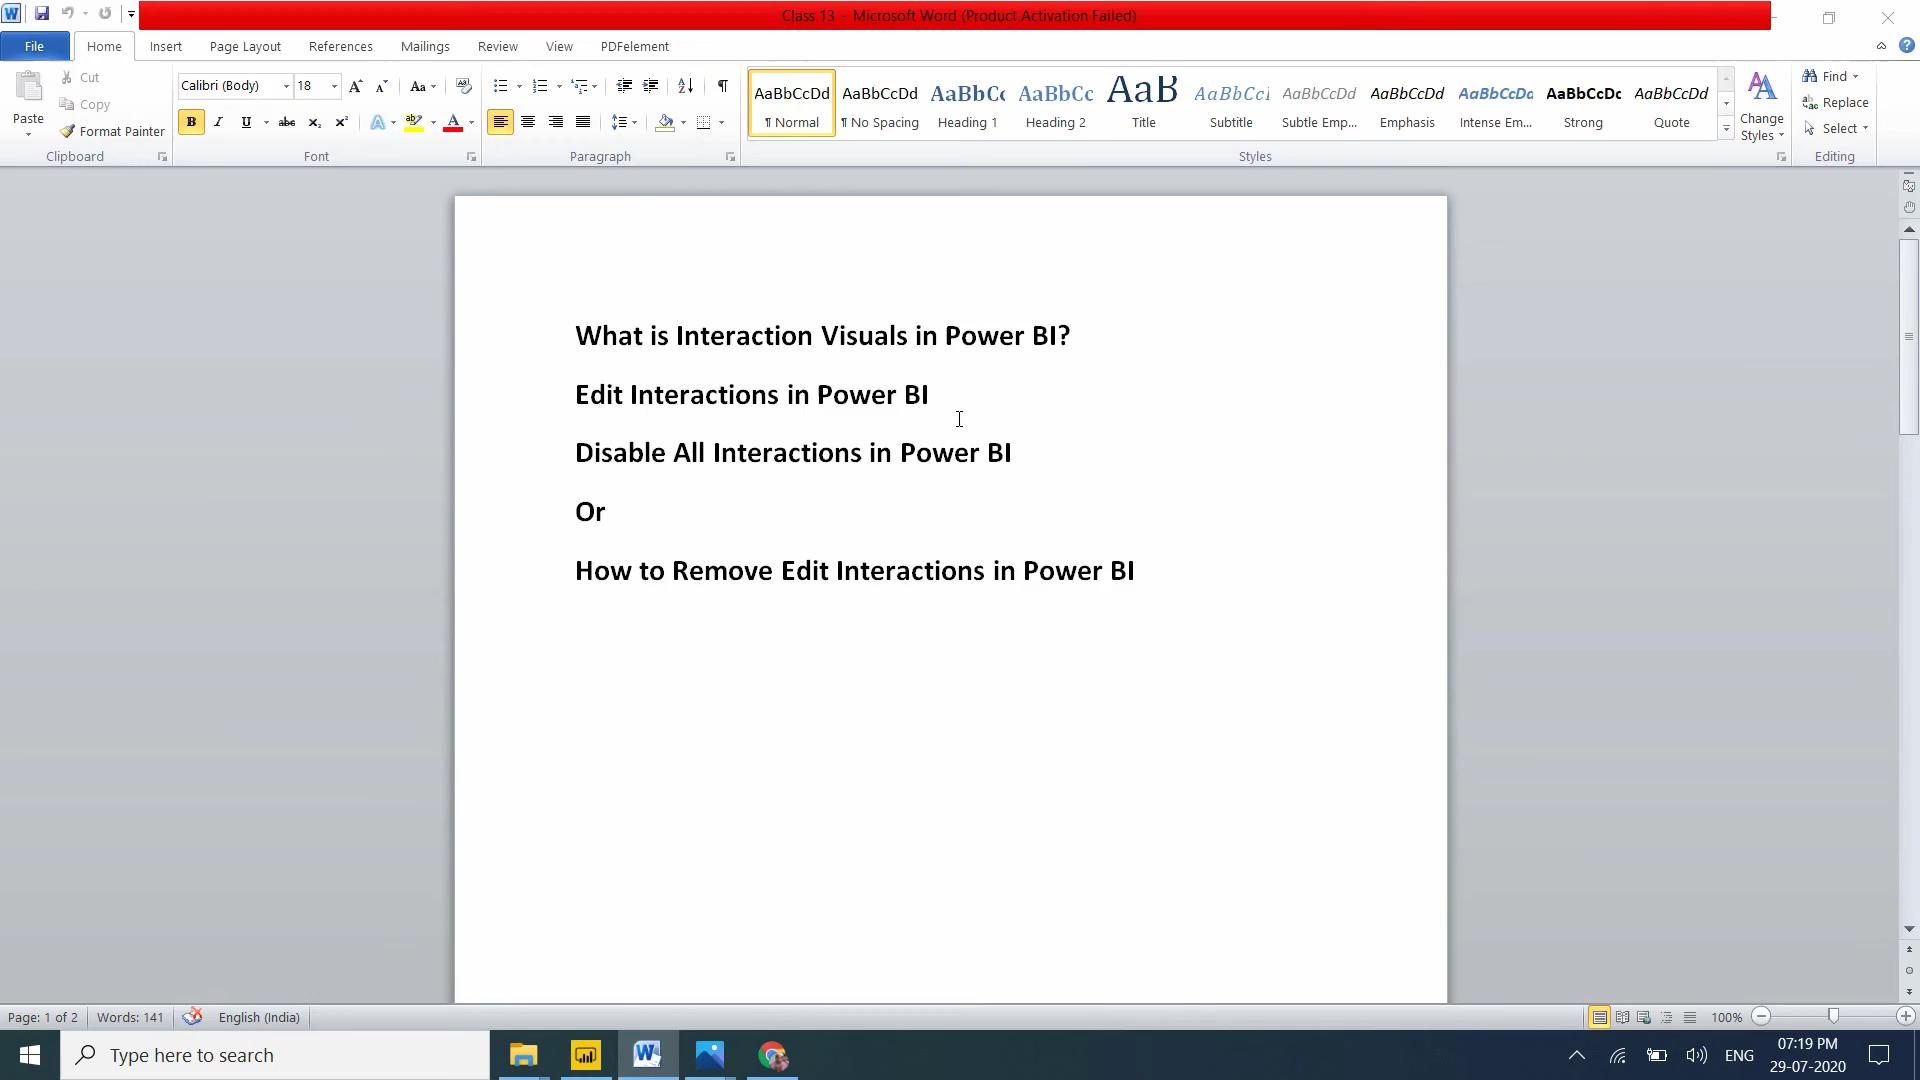 Class 13 - Microsoft Word (Product Activation Failed)
File Home Insert Page Layout References Mailings Review View PDFelement
Paste
Cut
Copy
Format Painter
Clipboard
Calibri (Body) 18
Font
Paragraph
AaBbCcDd AaBbCcDd AaBbCc AaBbCc AaB AaBbCcI AaBbCcDd AaBbCcDd AaBbCcDd AaBbCcDc AaBbCcDd
¶ Normal ¶ No Spacing Heading 1 Heading 2 Title Subtitle Subtle Emp... Emphasis Intense Em... Strong Quote
Styles
Change
Styles
Find
Replace
Select
Editing
What is Interaction Visuals in Power BI?
Edit Interactions in Power BI
Disable All Interactions in Power BI
Or
How to Remove Edit Interactions in Power BI
Page: 1 of 2 Words: 141 English (India) 100%
Type here to search
ENG
07:19 PM
29-07-2020